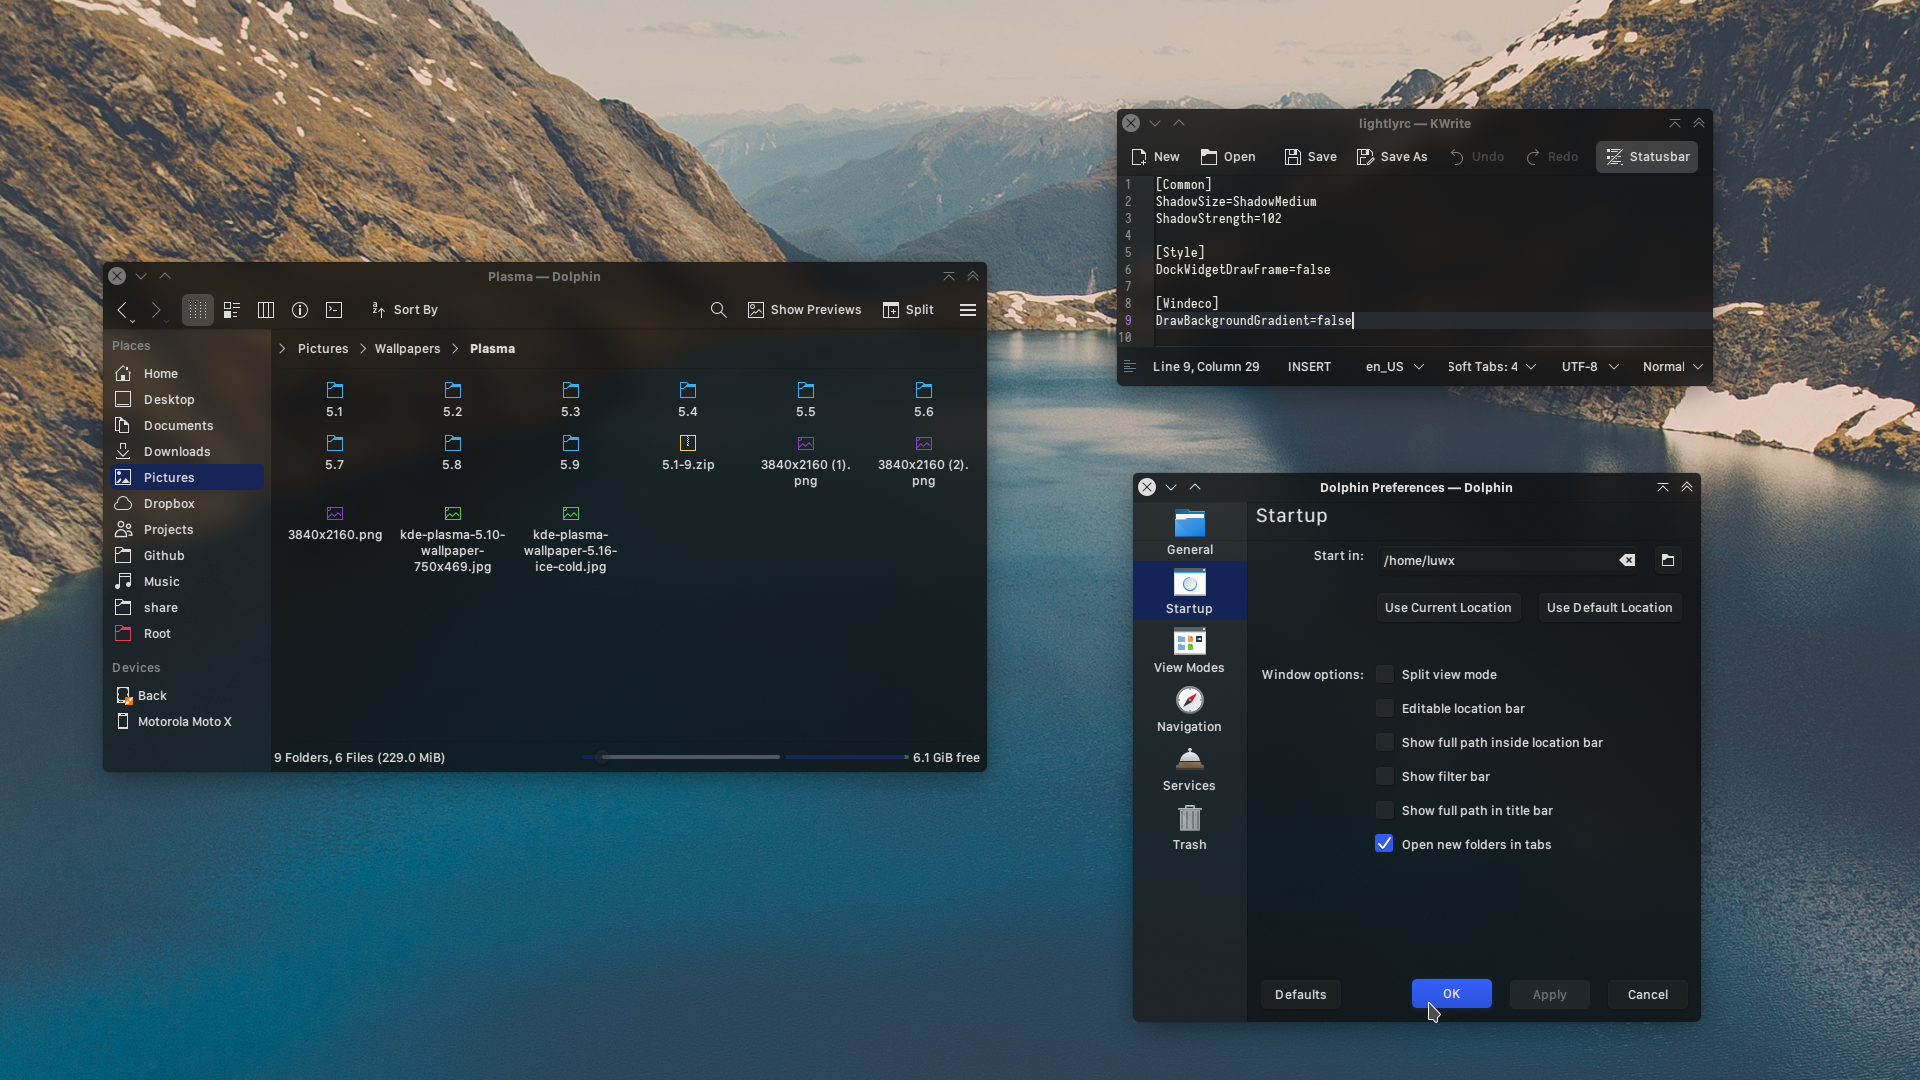 lightlyrc — KWrite
New Open Save Save As Undo Redo Statusbar
1 [Common]
2 ShadowSize=ShadowMedium
3 ShadowStrength=102
4
5 [Style]
6 DockWidgetDrawFrame=false
7
8 [Windeco]
9 DrawBackgroundGradient=false
10
Line 9, Column 29 INSERT en_US Soft Tabs: 4 UTF-8 Normal
Plasma — Dolphin
Sort By Show Previews Split
Places
Home
Desktop
Documents
Downloads
Pictures
Dropbox
Projects
Github
Music
share
Root
Devices
Back
Motorola Moto X
Pictures Wallpapers Plasma
5.1 5.2 5.3 5.4 5.5 5.6
5.7 5.8 5.9 5.1-9.zip 3840x2160 (1).
png 3840x2160 (2).
png
3840x2160.png kde-plasma-5.10-
wallpaper-
750x469.jpg kde-plasma-
wallpaper-5.16-
ice-cold.jpg
9 Folders, 6 Files (229.0 MiB) 6.1 GiB free
Dolphin Preferences — Dolphin
General
Startup
View Modes
Navigation
Services
Trash
Startup
Start in: /home/luwx
Use Current Location Use Default Location
Window options: Split view mode
Editable location bar
Show full path inside location bar
Show filter bar
Show full path in title bar
Open new folders in tabs
Defaults OK Apply Cancel